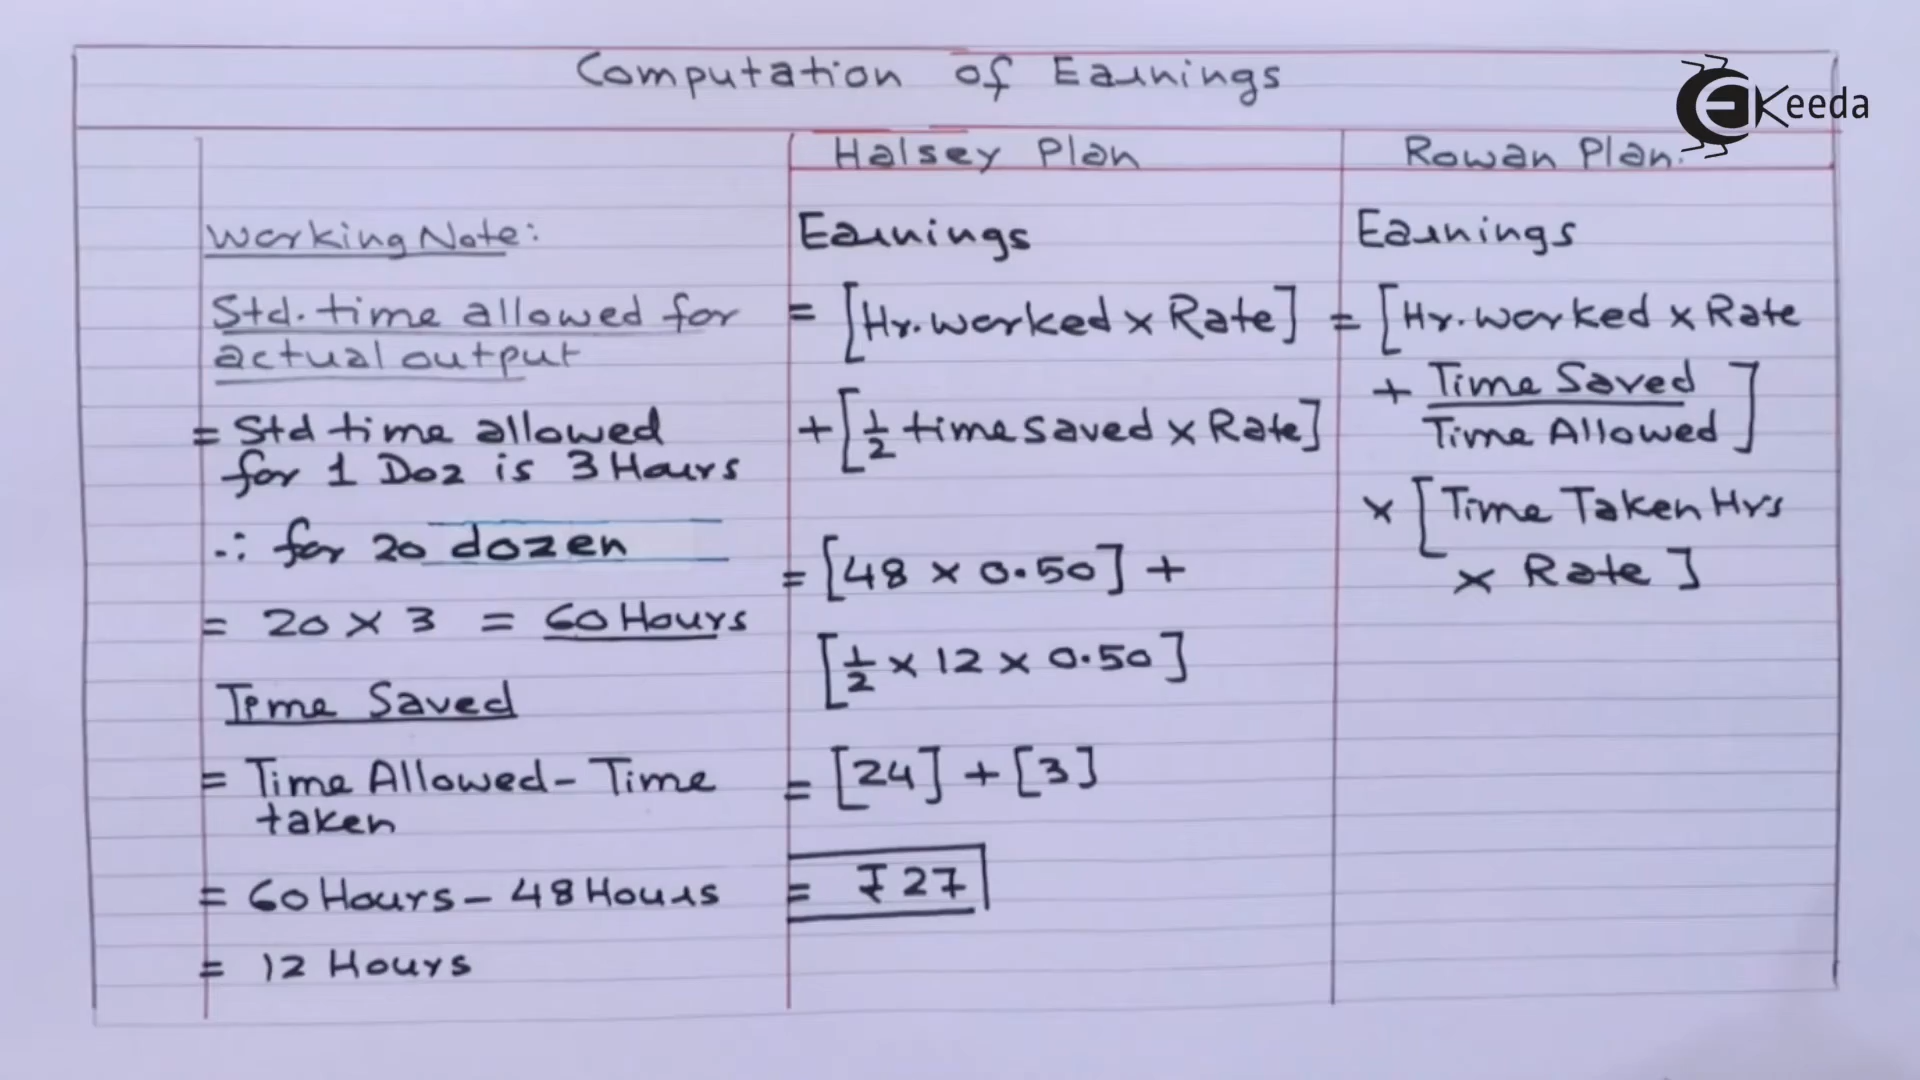 Computation of Earnings
EKeeda
Halsey Plan
Rowan Plan.
Working Note:
Std. time allowed for
actual output
= Std time allowed
for 1 Doz is 3 Hours
∴ for 20 dozen
= 20 x 3 = 60 Hours
Time Saved
= Time Allowed - Time
taken
= 60 Hours - 48 Hours
= 12 Hours
Earnings
= [Hr. worked x Rate]
+ [1/2 time saved x Rate]
= [48 x 0.50] +
[1/2 x 12 x 0.50]
= [24] + [3]
= ₹27
Earnings
= [Hr. worked x Rate
+ Time Saved
Time Allowed]
x [Time Taken Hrs
x Rate]